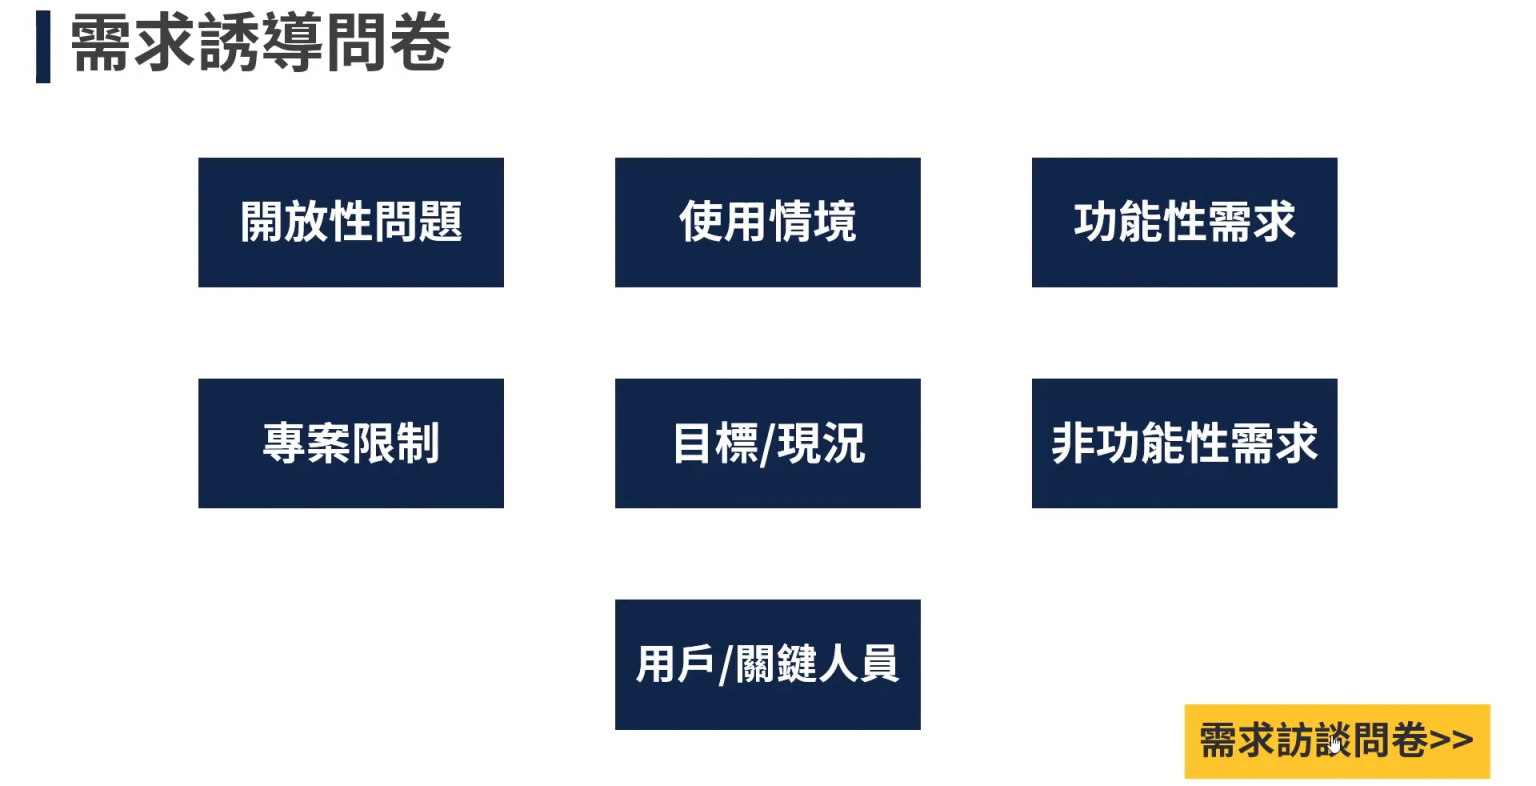 需求誘導問卷
開放性問題
使用情境
功能性需求
專案限制
目標/現況
非功能性需求
用戶/關鍵人員
需求訪談問卷>>